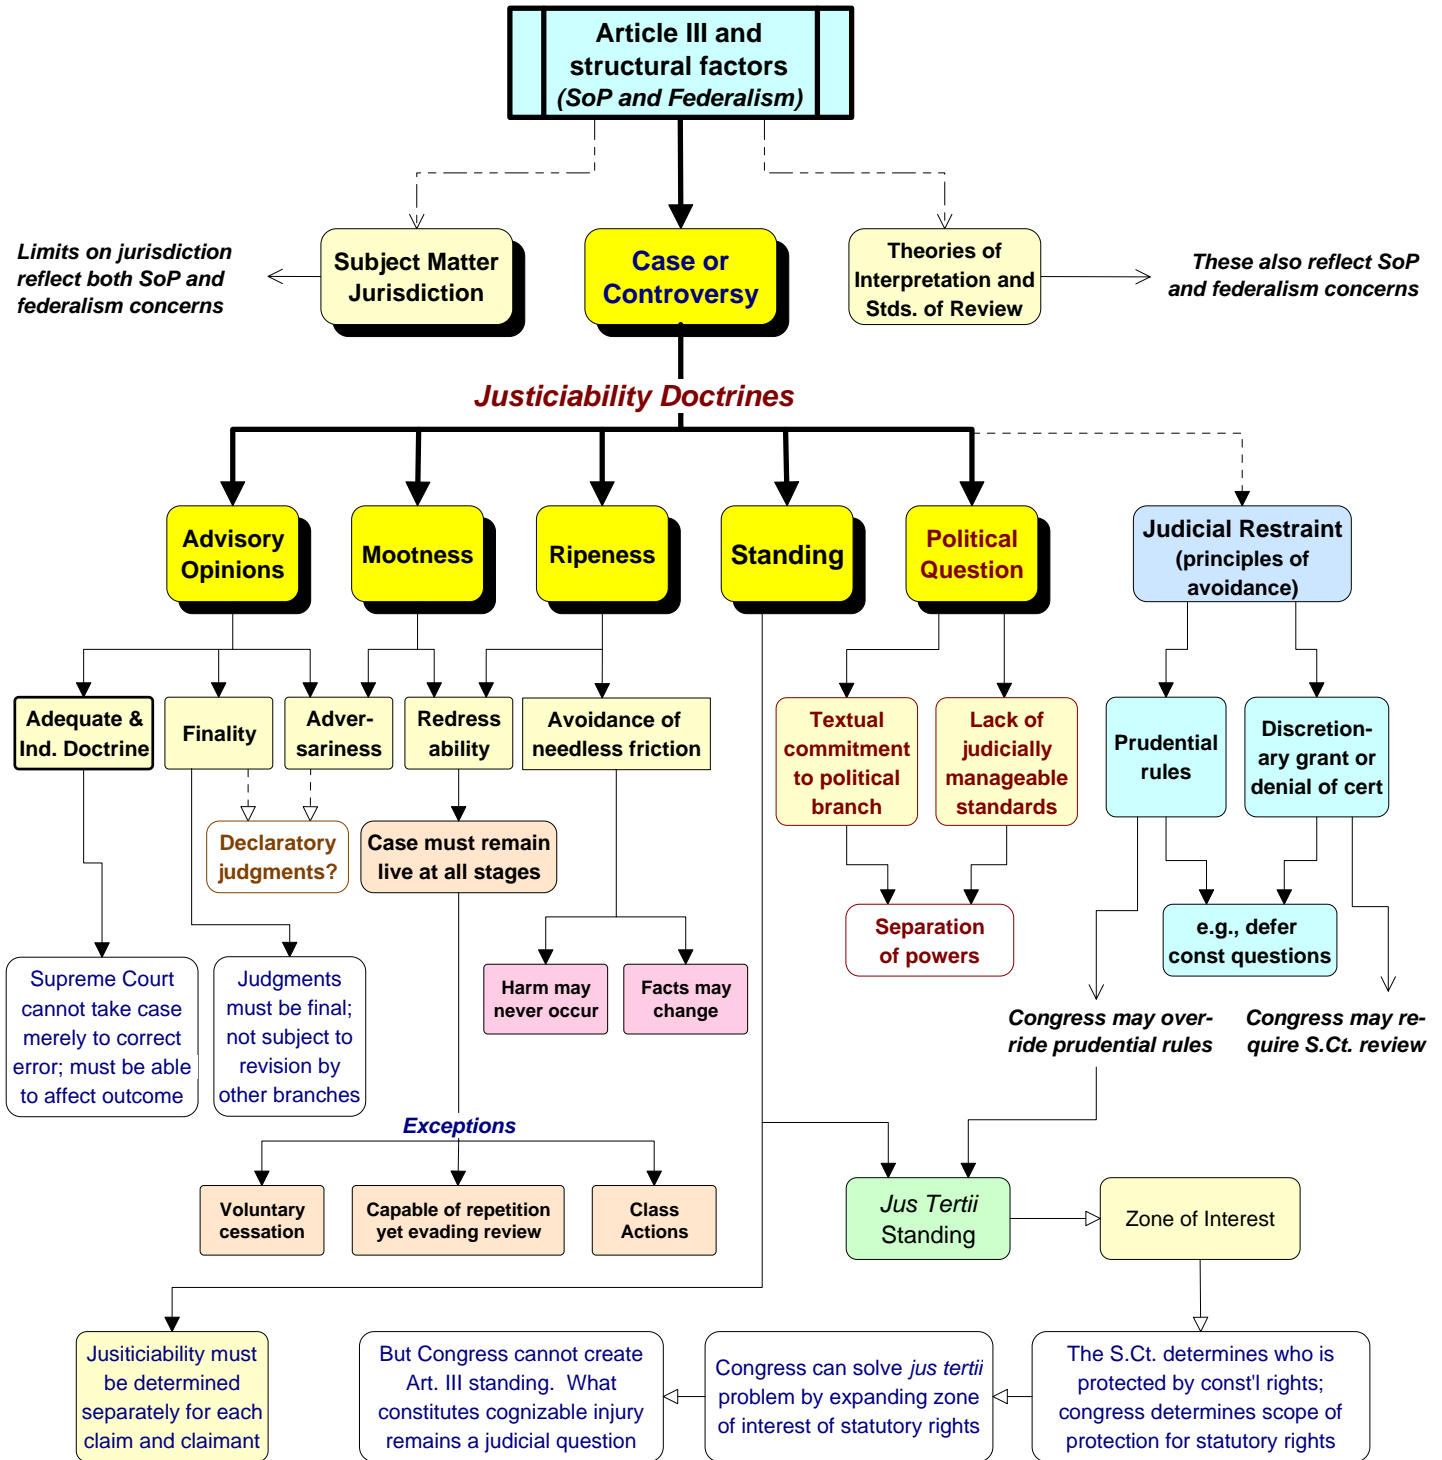 Article III and
structural factors
(SoP and Federalism)
Limits on jurisdiction
reflect both SoP and
federalism concerns
Subject Matter
Jurisdiction
Case or
Controversy
Theories of
Interpretation and
Stds. of Review
These also reflect SoP
and federalism concerns
Justiciability Doctrines
Advisory
Opinions
Mootness
Ripeness
Standing
Political
Question
Judicial Restraint
(principles of
avoidance)
Adequate &
Ind. Doctrine
Finality
Adver-
sariness
Redress
ability
Avoidance of
needless friction
Textual
commitment
to political
branch
Lack of
judicially
manageable
standards
Prudential
rules
Discretion-
ary grant or
denial of cert
Declaratory
judgments?
Case must remain
live at all stages
Separation
of powers
e.g., defer
const questions
Supreme Court
cannot take case
merely to correct
error; must be able
to affect outcome
Judgments
must be final;
not subject to
revision by
other branches
Harm may
never occur
Facts may
change
Congress may over-
ride prudential rules
Congress may re-
quire S.Ct. review
Exceptions
Voluntary
cessation
Capable of repetition
yet evading review
Class
Actions
Jus Tertii
Standing
Zone of Interest
Jusiticiability must
be determined
separately for each
claim and claimant
But Congress cannot create
Art. III standing.  What
constitutes cognizable injury
remains a judicial question
Congress can solve jus tertii
problem by expanding zone
of interest of statutory rights
The S.Ct. determines who is
protected by const'l rights;
congress determines scope of
protection for statutory rights